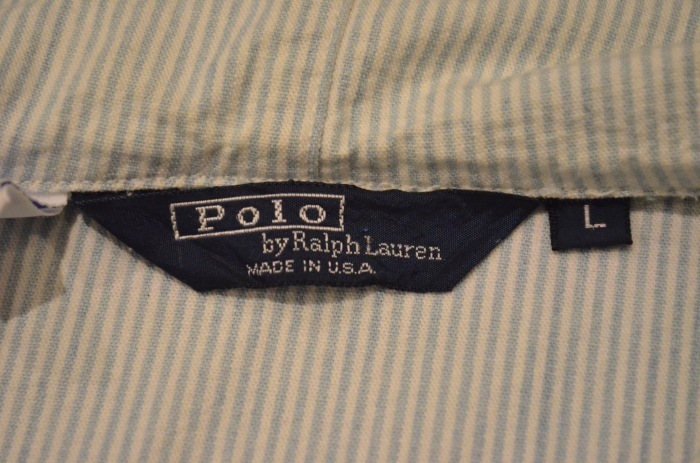 Polo
by Ralph Lauren
MADE IN U.S.A.
L